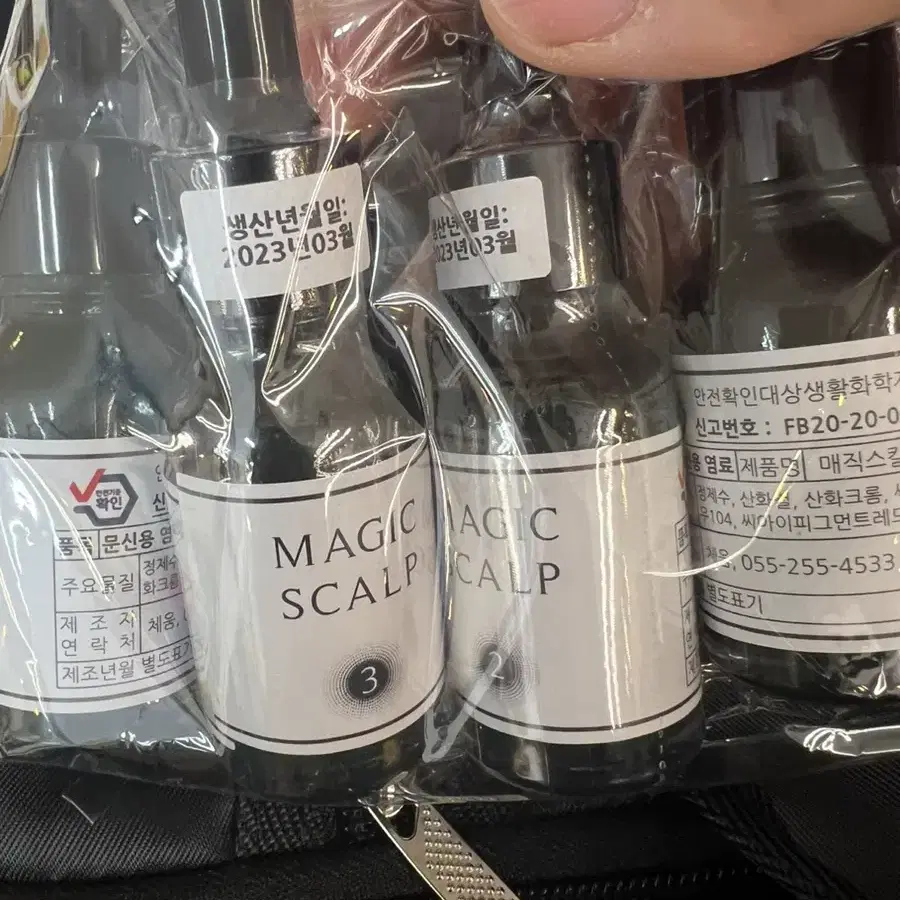 생산년월일:
2023년03월
산년월일:
023년03월
안전기준
확인
품목 문신용 염
주요물질 정제수
화크롬
제 조 자
연 락 처
체웅,
제조년월 별도표기
MAGIC
SCALP
3
MAGIC
SCALP
2
안전확인대상생활화학제
신고번호 : FB20-20-0
용 염료 제품명 매직스칼
정제수, 산화철, 산화크롬,
우104, 씨아이피그먼트레드
체웅, 055-255-4533
별도표기